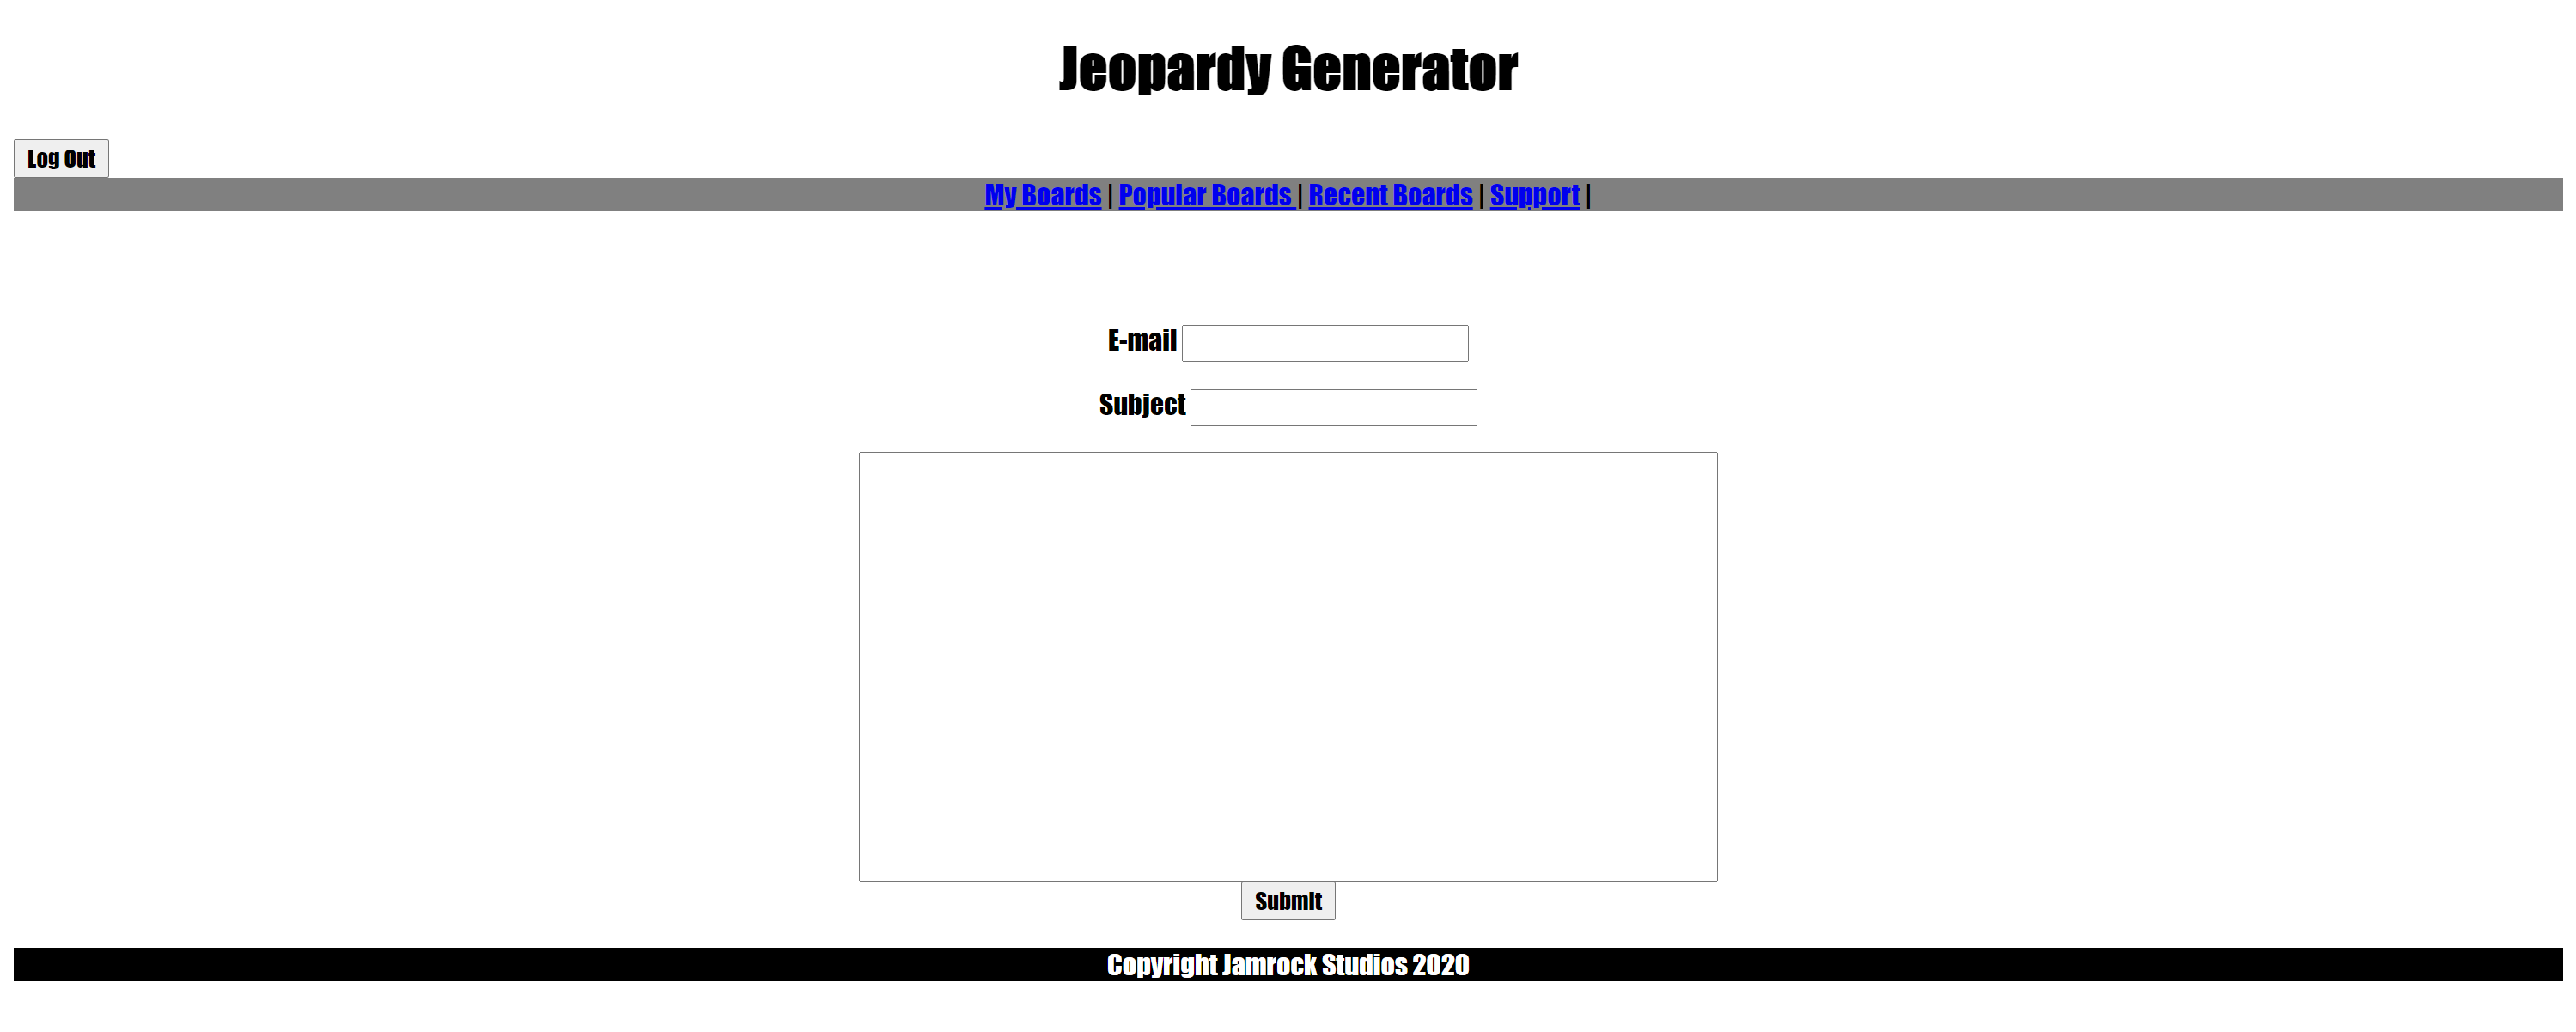 Jeopardy Generator
Log Out
My Boards | Popular Boards | Recent Boards | Support |
E-mail
Subject
Submit
Copyright Jamrock Studios 2020